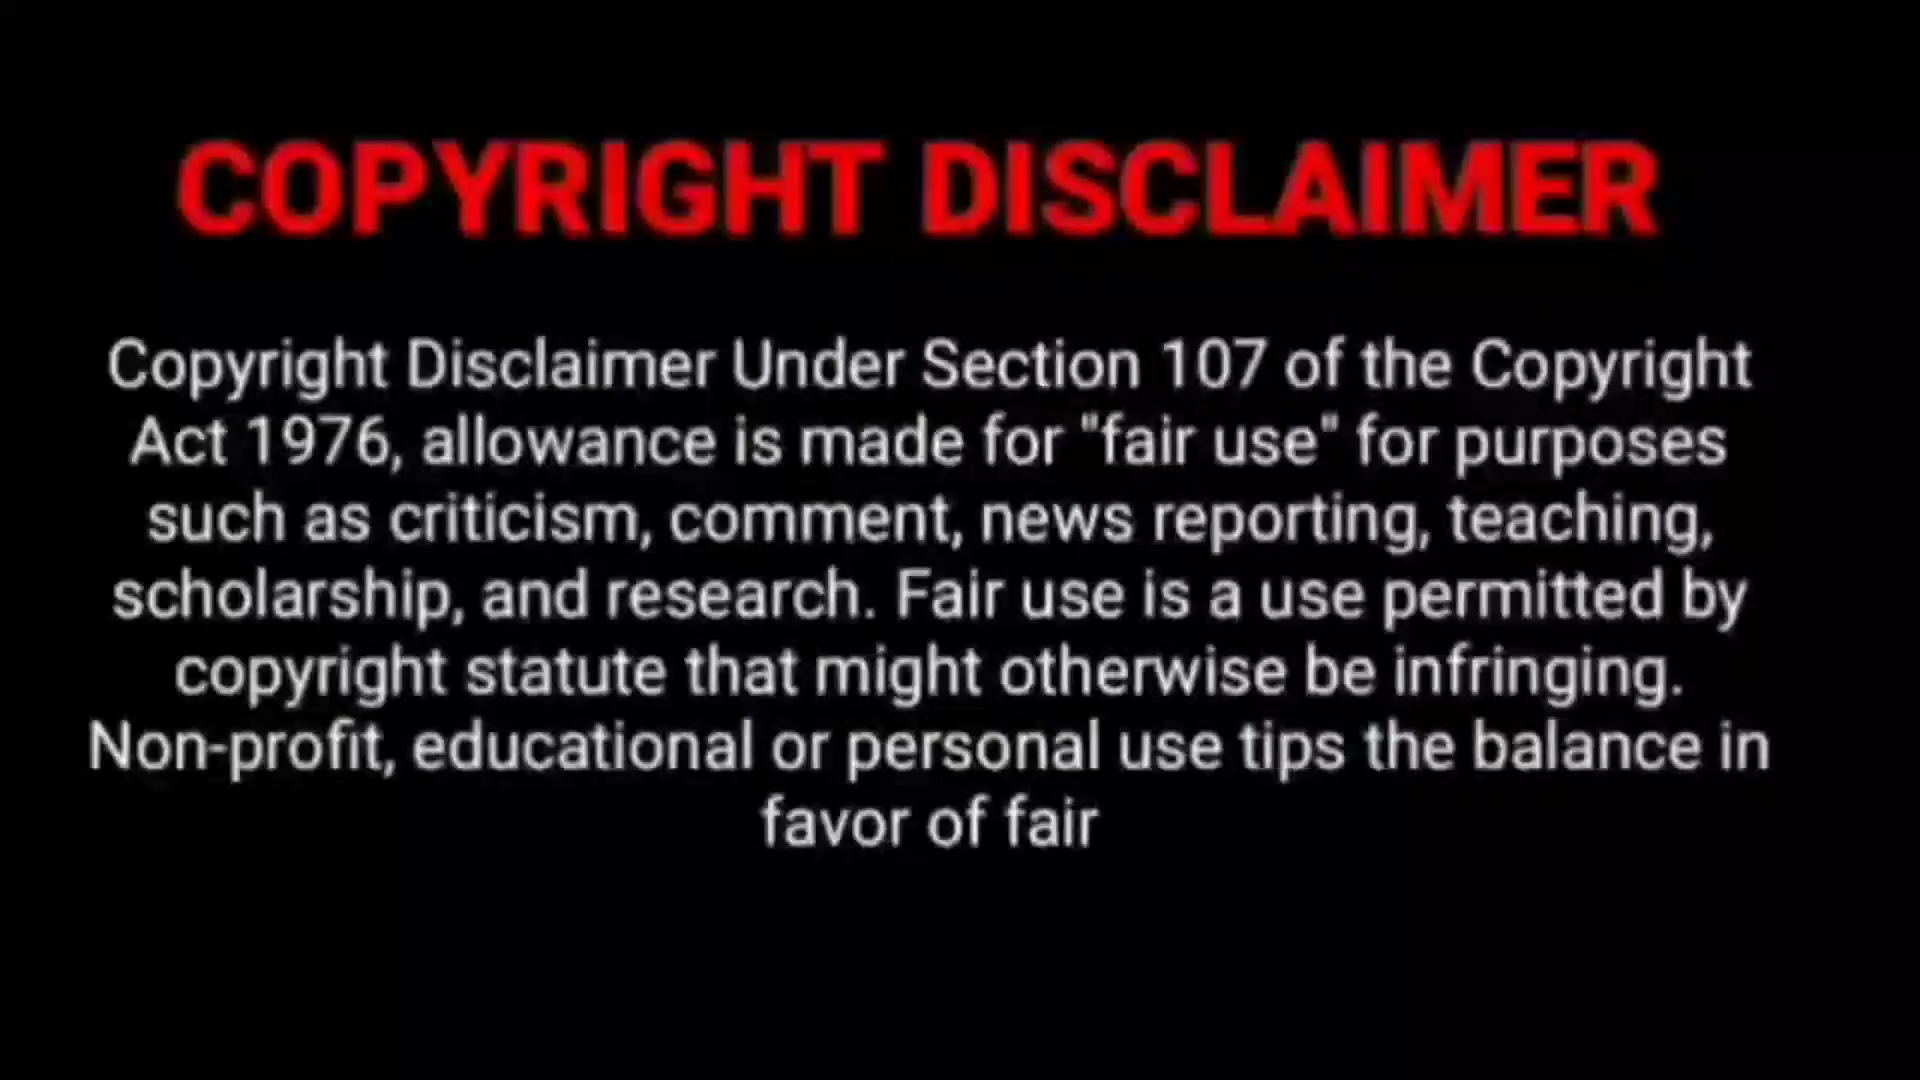 COPYRIGHT DISCLAIMER
Copyright Disclaimer Under Section 107 of the Copyright
Act 1976, allowance is made for "fair use" for purposes
such as criticism, comment, news reporting, teaching,
scholarship, and research. Fair use is a use permitted by
copyright statute that might otherwise be infringing.
Non-profit, educational or personal use tips the balance in
favor of fair